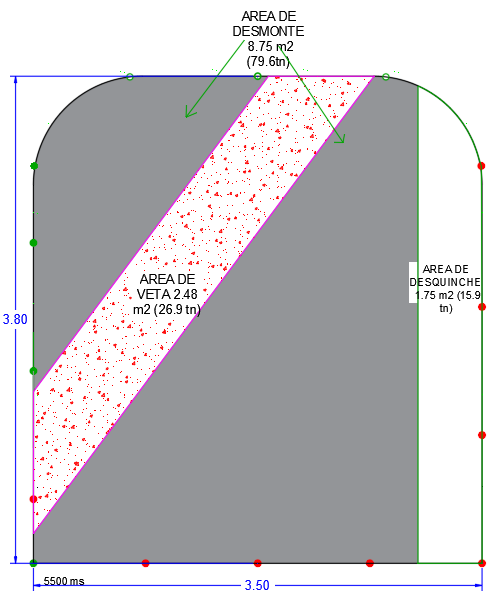 AREA DE
DESMONTE
8.75 m2
(79.6tn)
AREA DE
VETA 2.48
m2 (26.9 tn)
AREA DE
DESQUINCHE
1.75 m2 (15.9
tn)
3.80
5500 ms
3.50